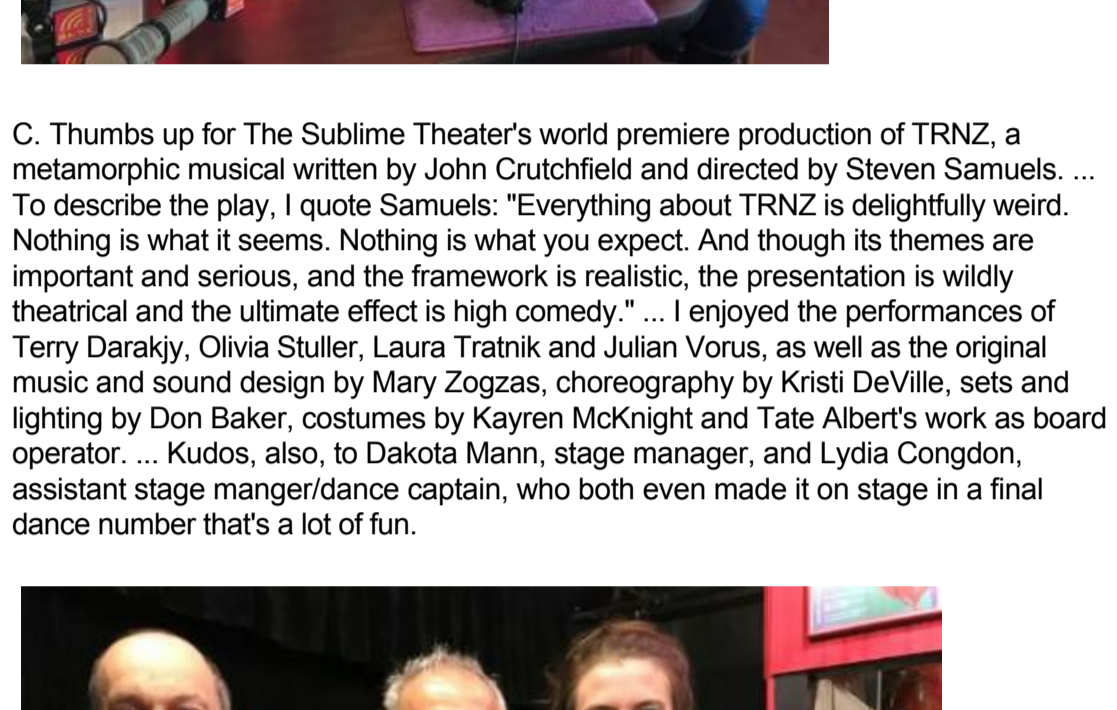 C. Thumbs up for The Sublime Theater's world premiere production of TRNZ, a
metamorphic musical written by John Crutchfield and directed by Steven Samuels. ...
To describe the play, I quote Samuels: "Everything about TRNZ is delightfully weird.
Nothing is what it seems. Nothing is what you expect. And though its themes are
important and serious, and the framework is realistic, the presentation is wildly
theatrical and the ultimate effect is high comedy." ... I enjoyed the performances of
Terry Darakjy, Olivia Stuller, Laura Tratnik and Julian Vorus, as well as the original
music and sound design by Mary Zogzas, choreography by Kristi DeVille, sets and
lighting by Don Baker, costumes by Kayren McKnight and Tate Albert's work as board
operator. ... Kudos, also, to Dakota Mann, stage manager, and Lydia Congdon,
assistant stage manger/dance captain, who both even made it on stage in a final
dance number that's a lot of fun.